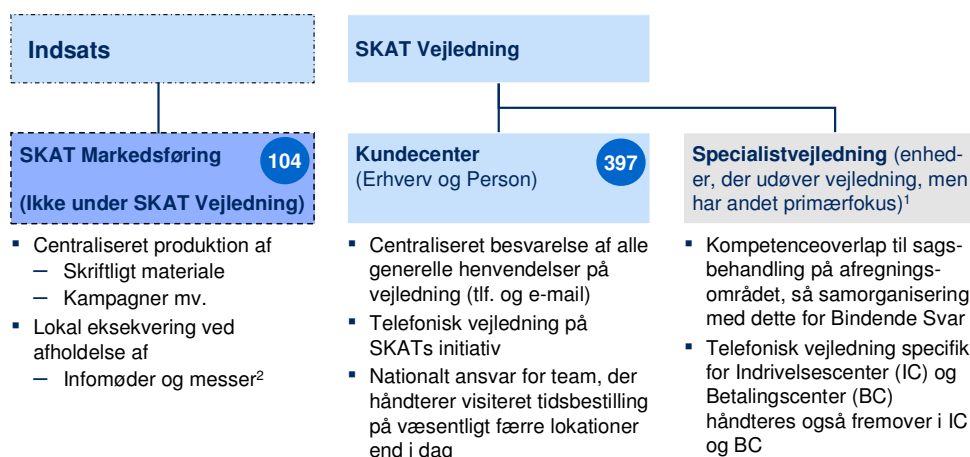 Indsats
SKAT Vejledning
SKAT Markedsføring
104
(Ikke under SKAT Vejledning)
▪ Centraliseret produktion af
– Skriftligt materiale
– Kampagner mv.
▪ Lokal eksekvering ved
afholdelse af
– Infomøder og messer²
Kundecenter
(Erhverv og Person)
397
▪ Centraliseret besvarelse af alle
generelle henvendelser på
vejledning (tlf. og e-mail)
▪ Telefonisk vejledning på
SKATs initiativ
▪ Nationalt ansvar for team, der
håndterer visiteret tidsbestilling
på væsentligt færre lokationer
end i dag
Specialistvejledning (enhed-
er, der udøver vejledning, men
har andet primærfokus)¹
▪ Kompetenceoverlap til sags-
behandling på afregnings-
området, så samorganisering
med dette for Bindende Svar
▪ Telefonisk vejledning specifik
for Indrivelsescenter (IC) og
Betalingscenter (BC)
håndteres også fremover i IC
og BC